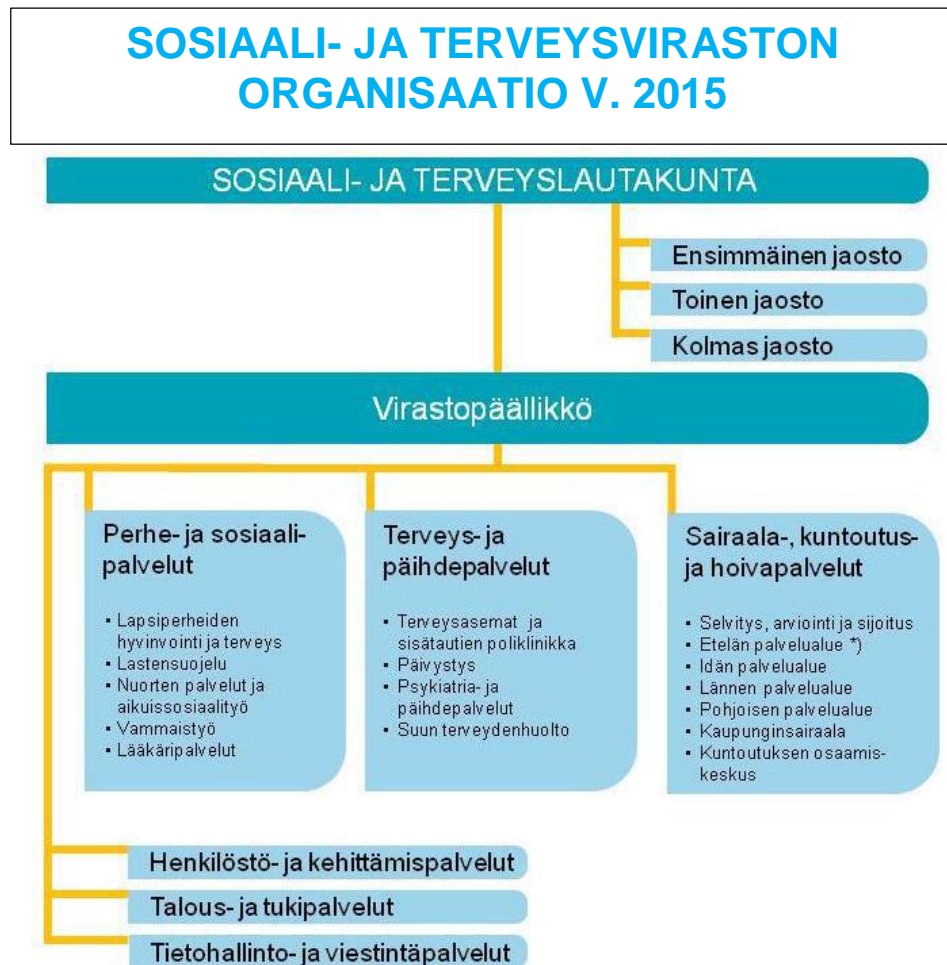 SOSIAALI- JA TERVEYSVIRASTON
ORGANISAATIO V. 2015
SOSIAALI- JA TERVEYSLAUTAKUNTA
Ensimmäinen jaosto
Toinen jaosto
Kolmas jaosto
Virastopäällikkö
Perhe- ja sosiaali-
palvelut
▪ Lapsiperheiden
hyvinvointi ja terveys
▪ Lastensuojelu
▪ Nuorten palvelut ja
aikuissosiaalityö
▪ Vammaistyö
▪ Lääkäripalvelut
Terveys- ja
päihdepalvelut
▪ Terveysasemat ja
sisätautien poliklinikka
▪ Päivystys
▪ Psykiatria- ja
päihdepalvelut
▪ Suun terveydenhuolto
Sairaala-, kuntoutus-
ja hoivapalvelut
▪ Selvitys, arviointi ja sijoitus
▪ Etelän palvelualue *)
▪ Idän palvelualue
▪ Lännen palvelualue
▪ Pohjoisen palvelualue
▪ Kaupunginsairaala
▪ Kuntoutuksen osaamis-
keskus
Henkilöstö- ja kehittämispalvelut
Talous- ja tukipalvelut
Tietohallinto- ja viestintäpalvelut